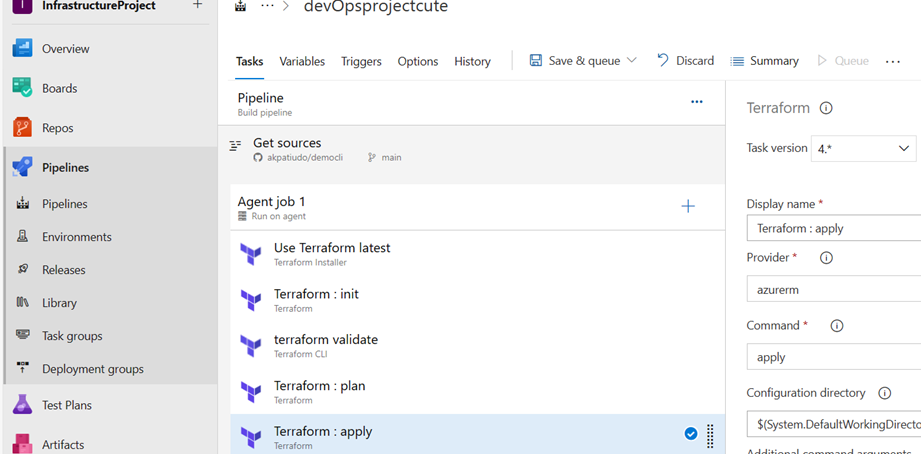 I InfrastructureProject +
... > devOpsprojectcute
Overview
Boards
Repos
Pipelines
Pipelines
Environments
Releases
Library
Task groups
Deployment groups
Test Plans
Artifacts
Tasks Variables Triggers Options History Save & queue Discard Summary Queue ...
Pipeline ...
Build pipeline
Get sources
akpatiudo/democli main
Agent job 1 +
Run on agent
Use Terraform latest
Terraform Installer
Terraform : init
Terraform
terraform validate
Terraform CLI
Terraform : plan
Terraform
Terraform : apply
Terraform
Terraform
Task version 4.*
Display name *
Terraform : apply
Provider *
azurerm
Command *
apply
Configuration directory
$(System.DefaultWorkingDirecto
Additional command arguments